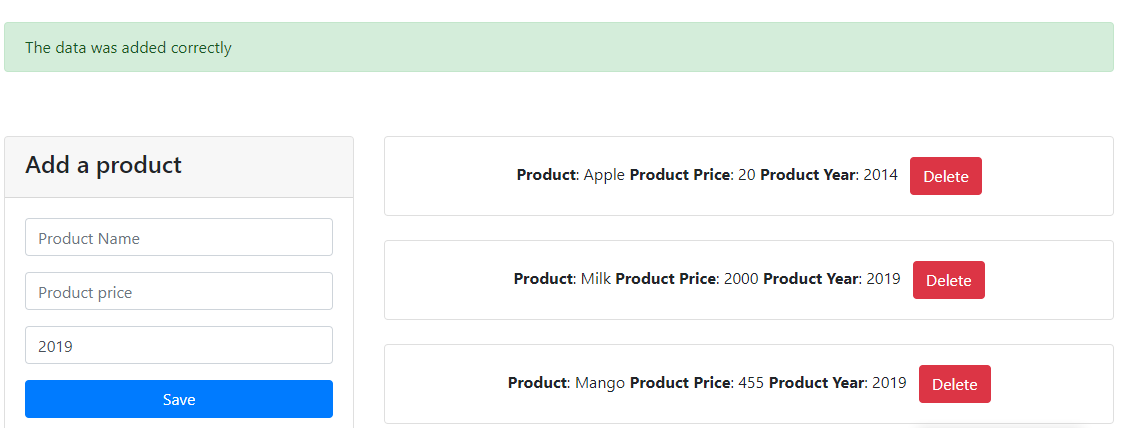 The data was added correctly
Add a product
Product Name
Product price
2019
Save
Product: Apple Product Price: 20 Product Year: 2014 Delete
Product: Milk Product Price: 2000 Product Year: 2019 Delete
Product: Mango Product Price: 455 Product Year: 2019 Delete